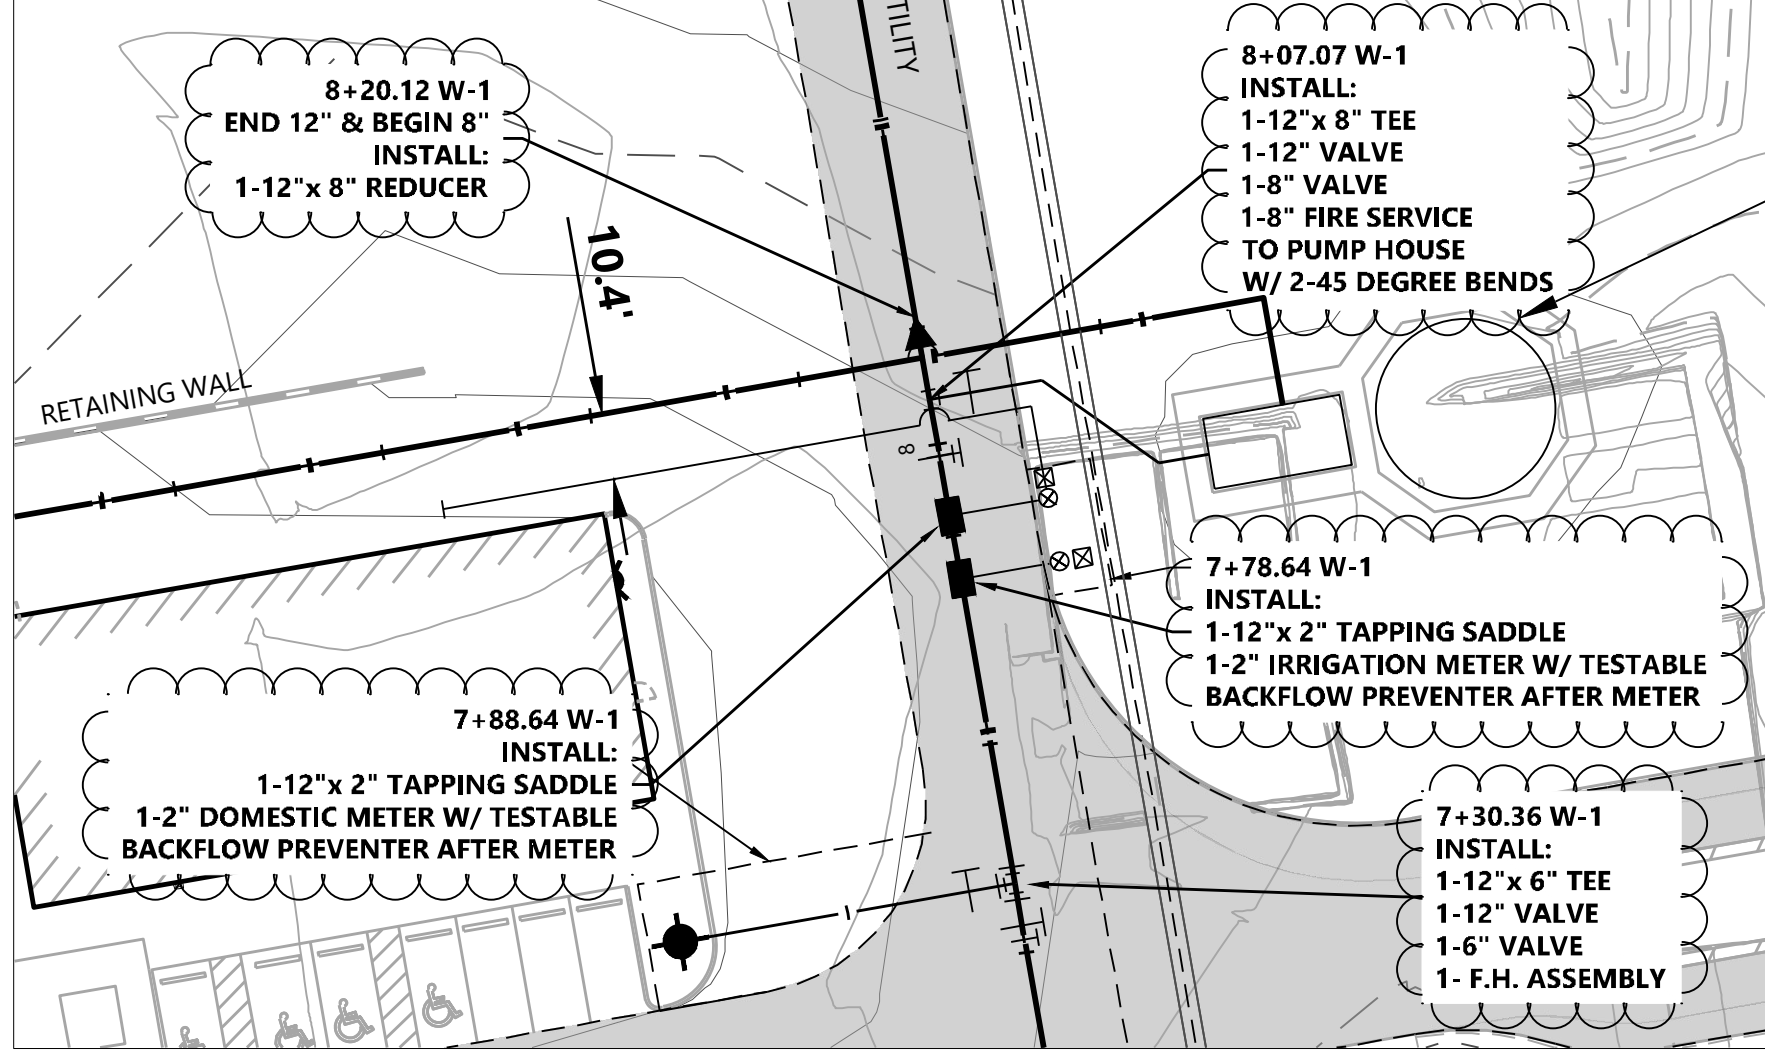 TILITY
8+20.12 W-1
END 12" & BEGIN 8"
INSTALL:
1-12"x 8" REDUCER
8+07.07 W-1
INSTALL:
1-12"x 8" TEE
1-12" VALVE
1-8" VALVE
1-8" FIRE SERVICE
TO PUMP HOUSE
W/ 2-45 DEGREE BENDS
10.4'
RETAINING WALL
8
7+78.64 W-1
INSTALL:
1-12"x 2" TAPPING SADDLE
1-2" IRRIGATION METER W/ TESTABLE
BACKFLOW PREVENTER AFTER METER
7+88.64 W-1
INSTALL:
1-12"x 2" TAPPING SADDLE
1-2" DOMESTIC METER W/ TESTABLE
BACKFLOW PREVENTER AFTER METER
7+30.36 W-1
INSTALL:
1-12"x 6" TEE
1-12" VALVE
1-6" VALVE
1- F.H. ASSEMBLY